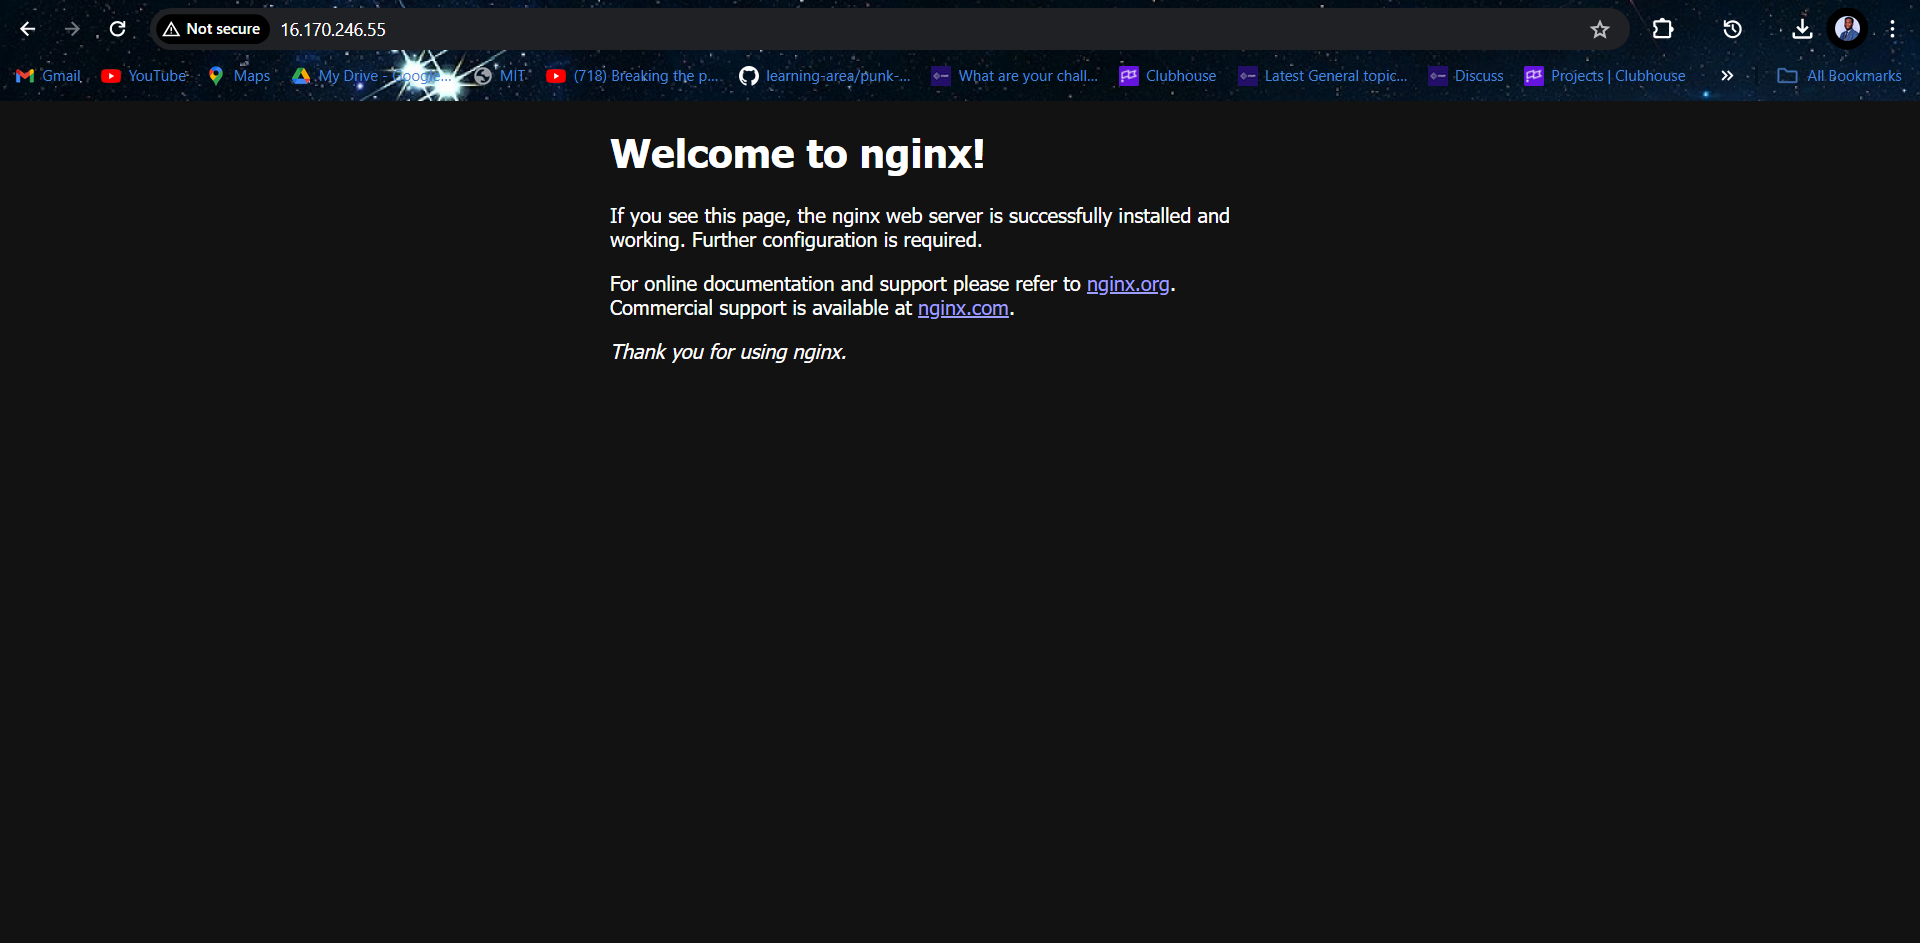 Not secure 16.170.246.55
Gmail YouTube Maps My Drive - Google... MIT (718) Breaking the p... learning-area/punk-... What are your chall... Clubhouse Latest General topic... Discuss Projects | Clubhouse All Bookmarks
Welcome to nginx!
If you see this page, the nginx web server is successfully installed and
working. Further configuration is required.
For online documentation and support please refer to nginx.org.
Commercial support is available at nginx.com.
Thank you for using nginx.